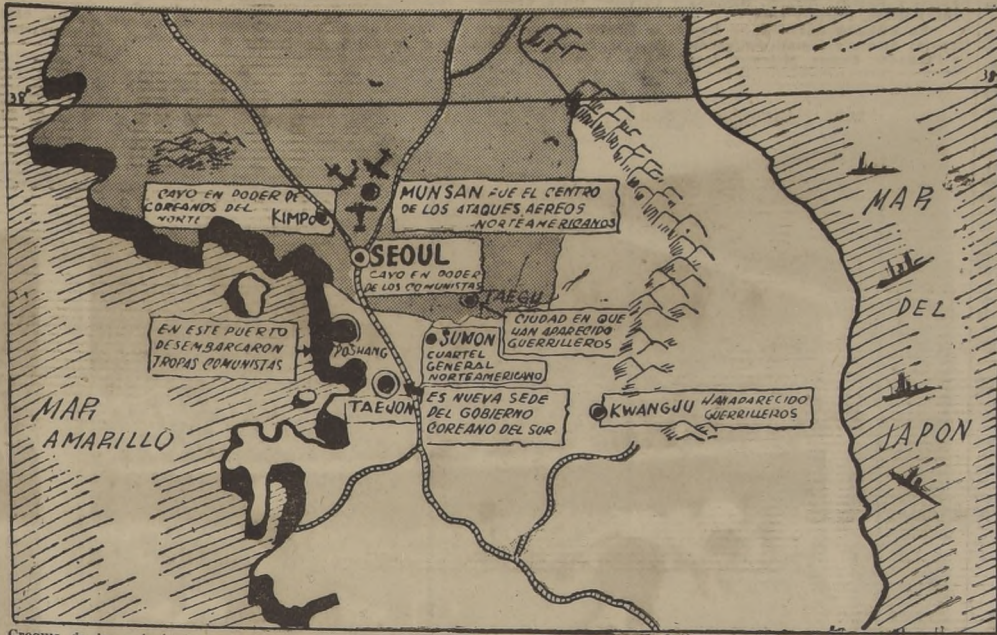 38°
38
CAYO EN PODER DE
COREANOS DEL
NORTE
KIMPO
MUNSAN FUE EL CENTRO
DE LOS ATAQUES AEREOS
NORTEAMERICANOS
SEOUL
CAYO EN PODER
DE LOS COMUNISTAS
TAEGU
CIUDAD EN QUE
HAN APARECIDO
GUERRILLEROS
EN ESTE PUERTO
DESEMBARCARON
TROPAS COMUNISTAS
POSHANG
SUWON
CUARTEL
GENERAL
NORTEAMERICANO
TAEJON
ES NUEVA SEDE
DEL GOBIERNO
COREANO DEL SUR
KWANGJU HAN APARECIDO
GUERRILLEROS
MAR
AMARILLO
MAR
DEL
JAPON